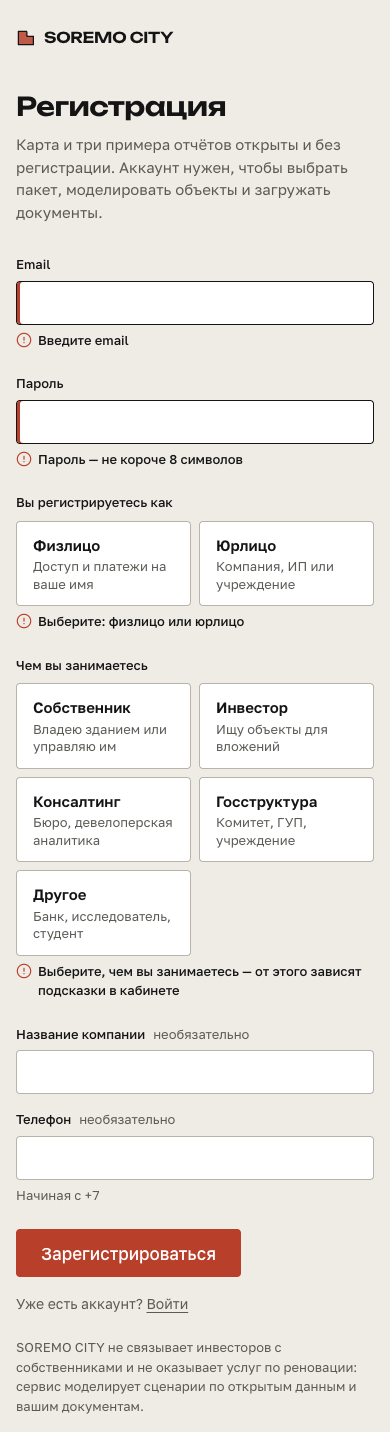 SOREMO CITY
Регистрация
Карта и три примера отчётов открыты и без
регистрации. Аккаунт нужен, чтобы выбрать
пакет, моделировать объекты и загружать
документы.
Email
Введите email
Пароль
Пароль — не короче 8 символов
Вы регистрируетесь как
Физлицо
Доступ и платежи на
ваше имя
Юрлицо
Компания, ИП или
учреждение
Выберите: физлицо или юрлицо
Чем вы занимаетесь
Собственник
Владею зданием или
управляю им
Инвестор
Ищу объекты для
вложений
Консалтинг
Бюро, девелоперская
аналитика
Госструктура
Комитет, ГУП,
учреждение
Другое
Банк, исследователь,
студент
Выберите, чем вы занимаетесь — от этого зависят
подсказки в кабинете
Название компании необязательно
Телефон необязательно
Начиная с +7
Зарегистрироваться
Уже есть аккаунт? Войти
SOREMO CITY не связывает инвесторов с
собственниками и не оказывает услуг по реновации:
сервис моделирует сценарии по открытым данным и
вашим документам.